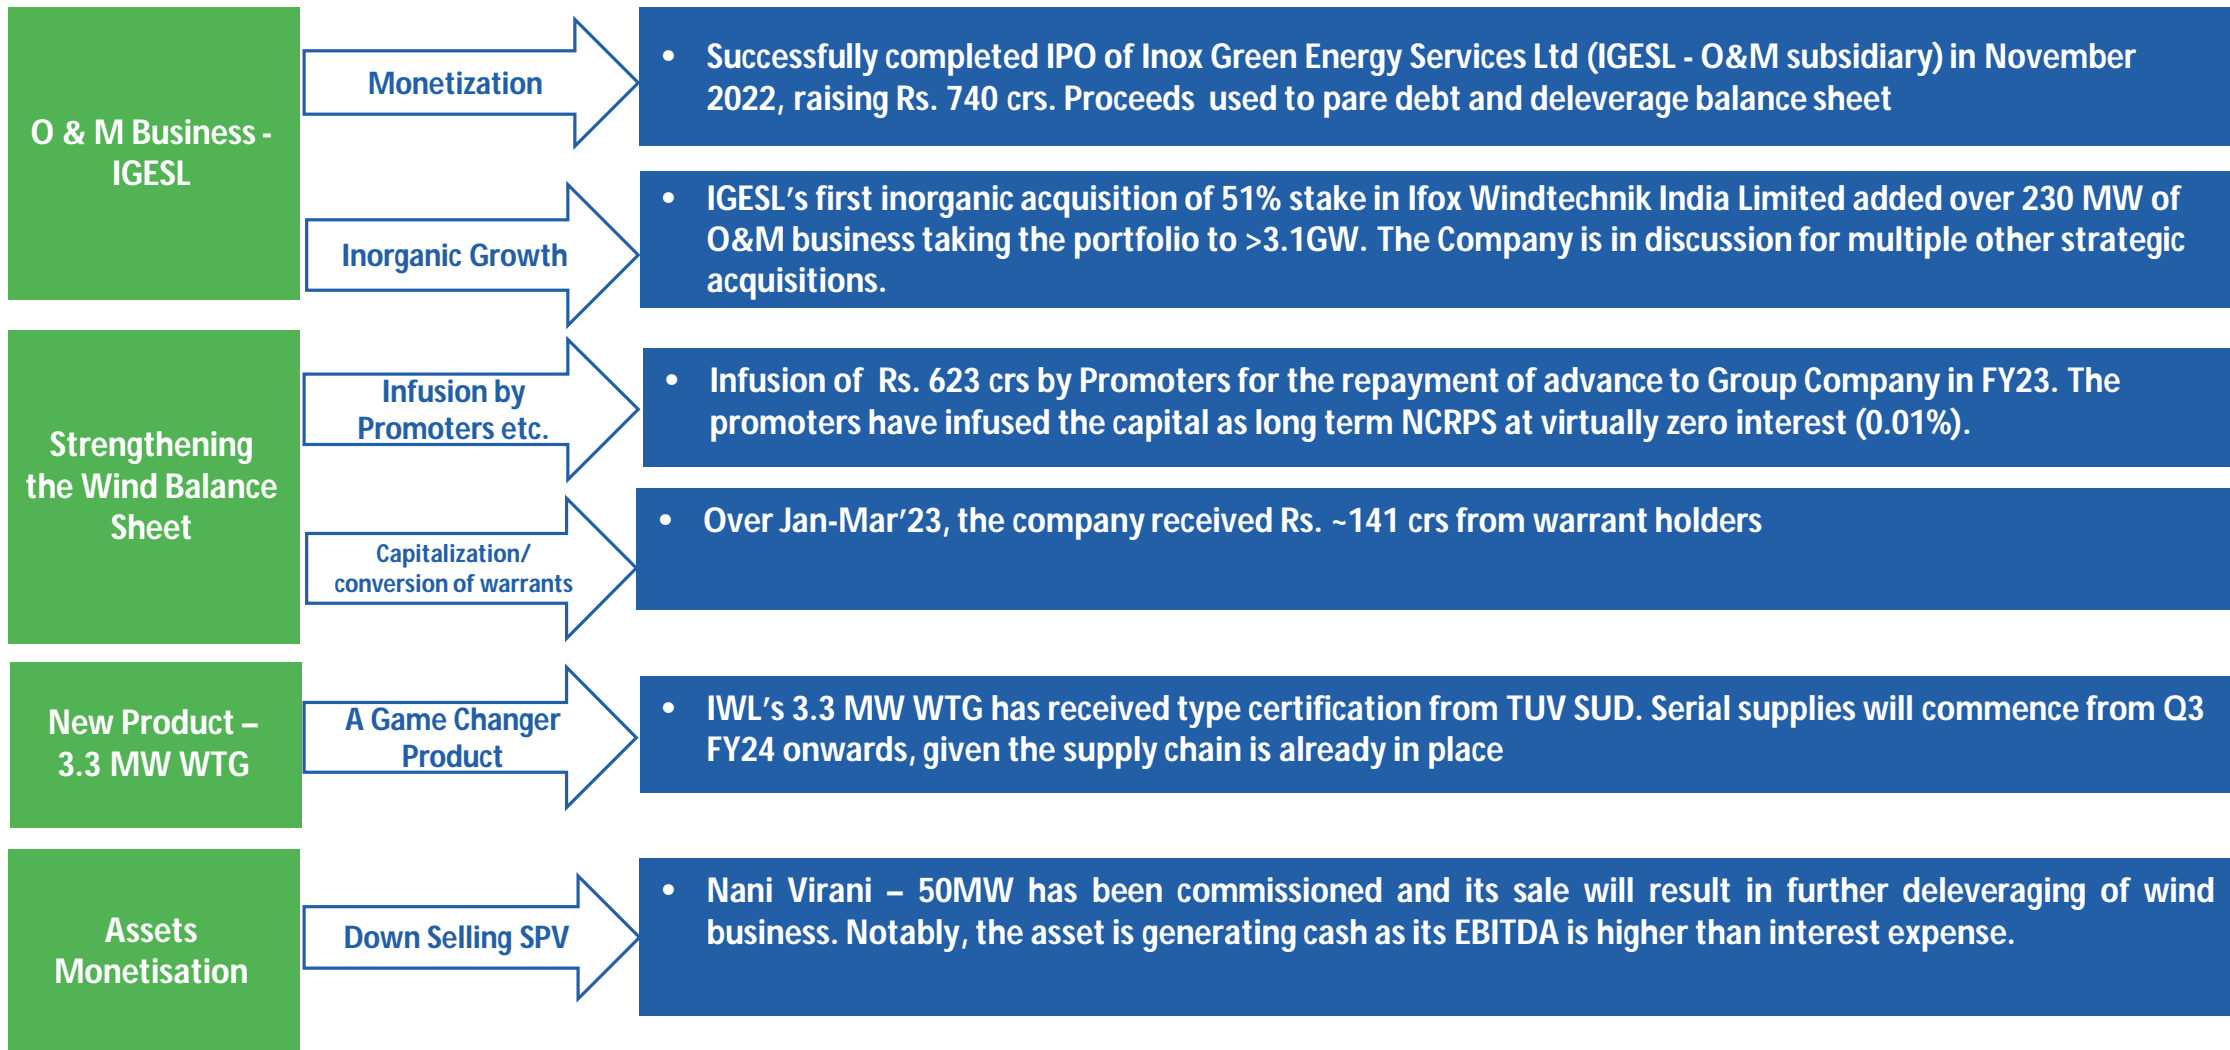 O & M Business -
IGESL
Monetization
• Successfully completed IPO of Inox Green Energy Services Ltd (IGESL - O&M subsidiary) in November
2022, raising Rs. 740 crs. Proceeds used to pare debt and deleverage balance sheet
Inorganic Growth
• IGESL’s first inorganic acquisition of 51% stake in Ifox Windtechnik India Limited added over 230 MW of
O&M business taking the portfolio to >3.1GW. The Company is in discussion for multiple other strategic
acquisitions.
Strengthening
the Wind Balance
Sheet
Infusion by
Promoters etc.
• Infusion of Rs. 623 crs by Promoters for the repayment of advance to Group Company in FY23. The
promoters have infused the capital as long term NCRPS at virtually zero interest (0.01%).
Capitalization/
conversion of warrants
• Over Jan-Mar’23, the company received Rs. ~141 crs from warrant holders
New Product –
3.3 MW WTG
A Game Changer
Product
• IWL’s 3.3 MW WTG has received type certification from TUV SUD. Serial supplies will commence from Q3
FY24 onwards, given the supply chain is already in place
Assets
Monetisation
Down Selling SPV
• Nani Virani – 50MW has been commissioned and its sale will result in further deleveraging of wind
business. Notably, the asset is generating cash as its EBITDA is higher than interest expense.